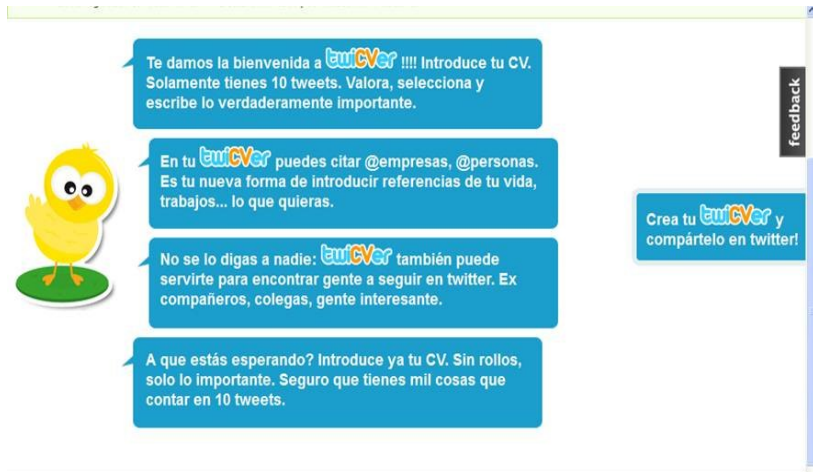 Te damos la bienvenida a twiCVer !!!! Introduce tu CV.
Solamente tienes 10 tweets. Valora, selecciona y
escribe lo verdaderamente importante.
En tu twiCVer puedes citar @empresas, @personas.
Es tu nueva forma de introducir referencias de tu vida,
trabajos... lo que quieras.
No se lo digas a nadie: twiCVer también puede
servirte para encontrar gente a seguir en twitter. Ex
compañeros, colegas, gente interesante.
A que estás esperando? Introduce ya tu CV. Sin rollos,
solo lo importante. Seguro que tienes mil cosas que
contar en 10 tweets.
feedback
Crea tu twiCVer y
compártelo en twitter!